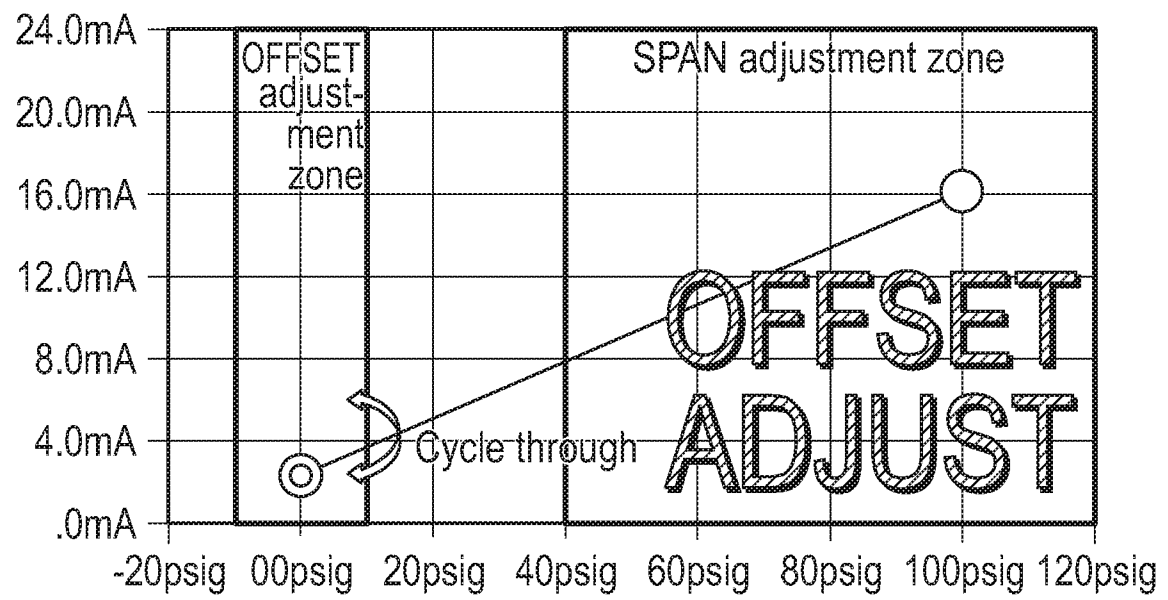 24.0mA
20.0mA
16.0mA
12.0mA
8.0mA
4.0mA
.0mA
OFFSET
adjust-
ment
zone
SPAN adjustment zone
OFFSET
ADJUST
Cycle through
-20psig 00psig 20psig 40psig 60psig 80psig 100psig 120psig